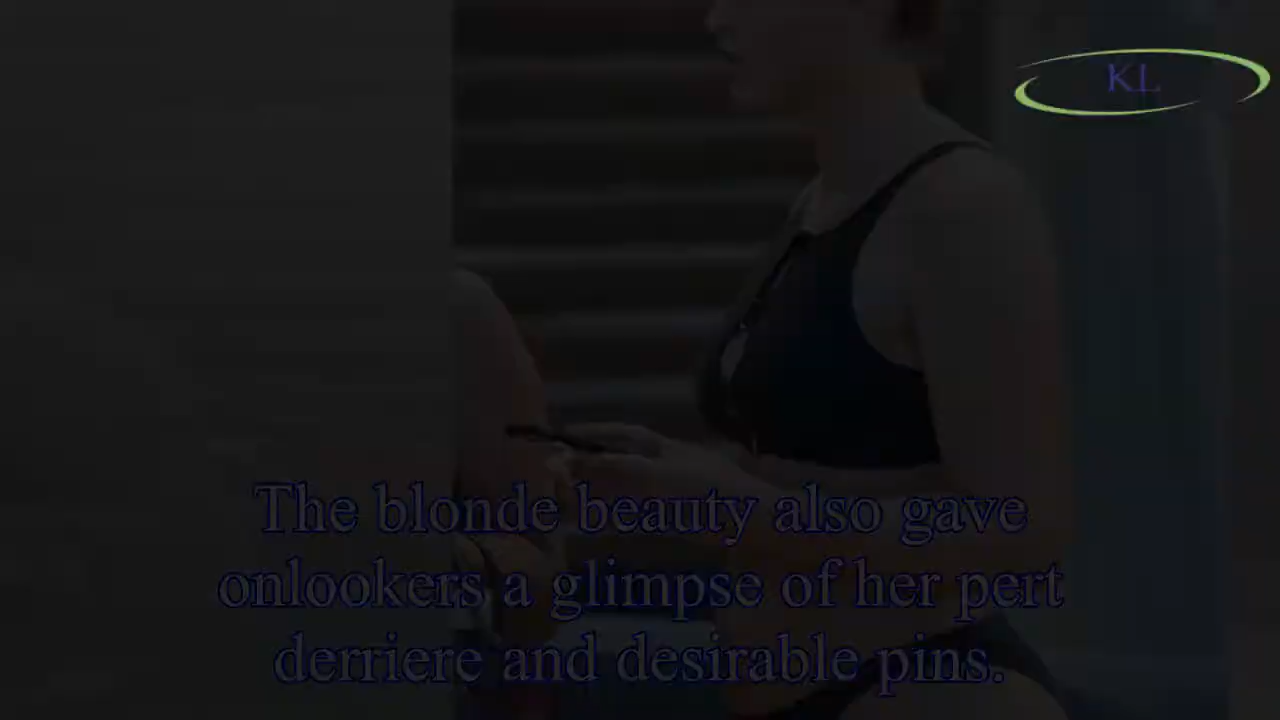 KL
The blonde beauty also gave
onlookers a glimpse of her pert
derriere and desirable pins.